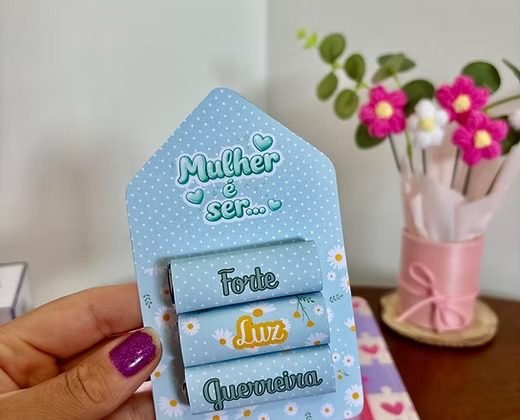 Mulher
é
ser...
Forte
Luz
Guerreira